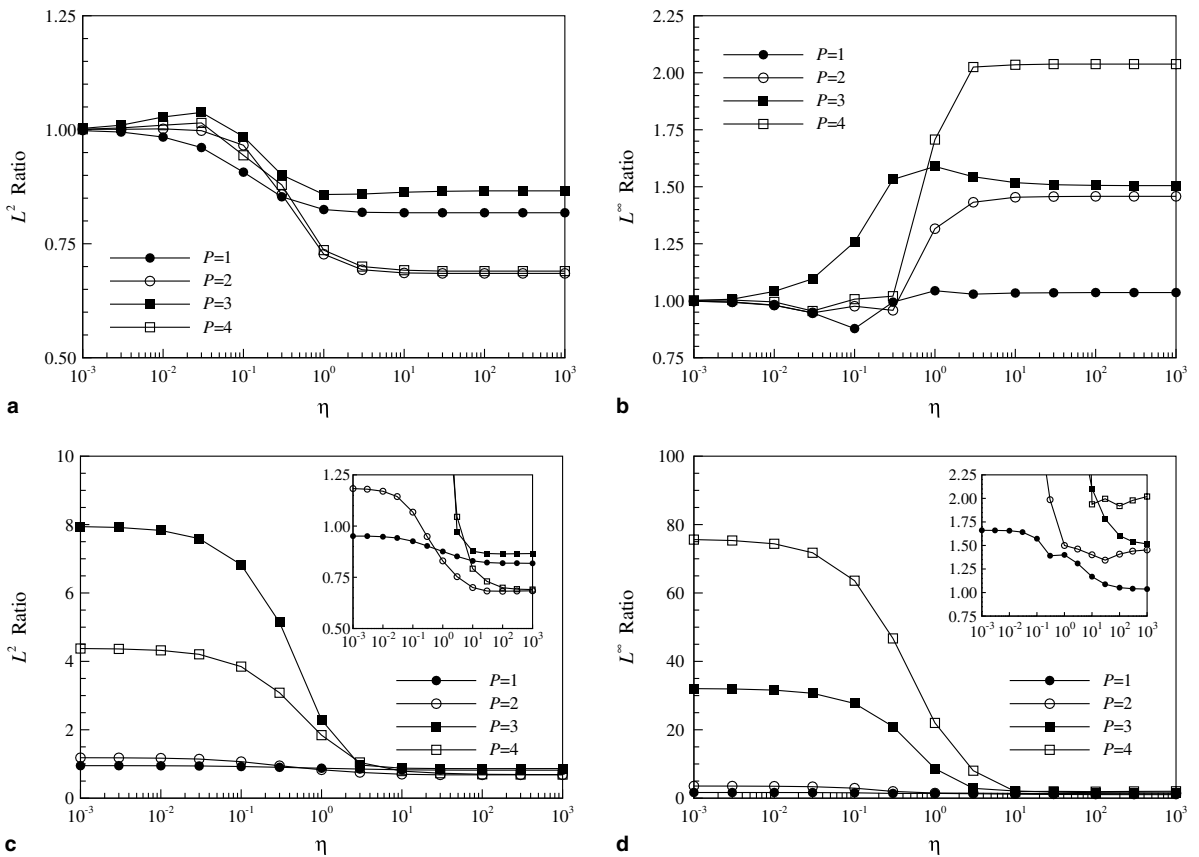 1.25
1.00
0.75
0.50
L² Ratio
P=1
P=2
P=3
P=4
10⁻³ 10⁻² 10⁻¹ 10⁰ 10¹ 10² 10³
η
a
2.25
2.00
1.75
1.50
1.25
1.00
0.75
L∞ Ratio
P=1
P=2
P=3
P=4
10⁻³ 10⁻² 10⁻¹ 10⁰ 10¹ 10² 10³
η
b
10
8
6
4
2
0
L² Ratio
1.25
1.00
0.75
0.50
10⁻³ 10⁻² 10⁻¹ 10⁰ 10¹ 10² 10³
P=1
P=2
P=3
P=4
10⁻³ 10⁻² 10⁻¹ 10⁰ 10¹ 10² 10³
η
c
100
80
60
40
20
0
L∞ Ratio
2.25
2.00
1.75
1.50
1.25
1.00
0.75
10⁻³ 10⁻² 10⁻¹ 10⁰ 10¹ 10² 10³
P=1
P=2
P=3
P=4
10⁻³ 10⁻² 10⁻¹ 10⁰ 10¹ 10² 10³
η
d